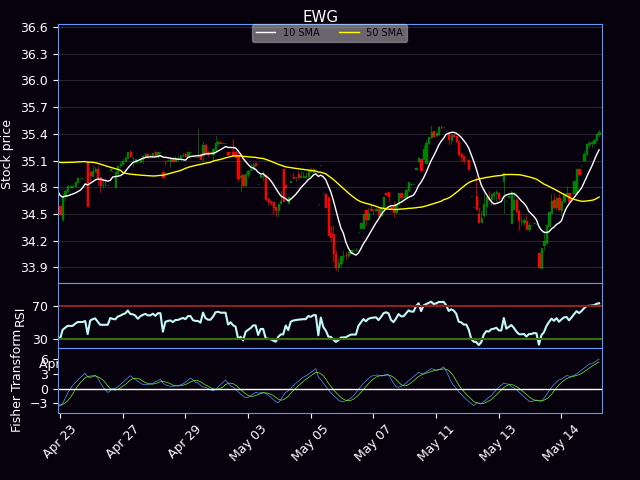 EWG
10 SMA
50 SMA
Stock price
36.6
36.3
36.0
35.7
35.4
35.1
34.8
34.5
34.2
33.9
RSI
70
30
Fisher Transform
6
3
0
−3
Apr 23
Apr 27
Apr 29
May 03
May 05
May 07
May 11
May 13
May 14